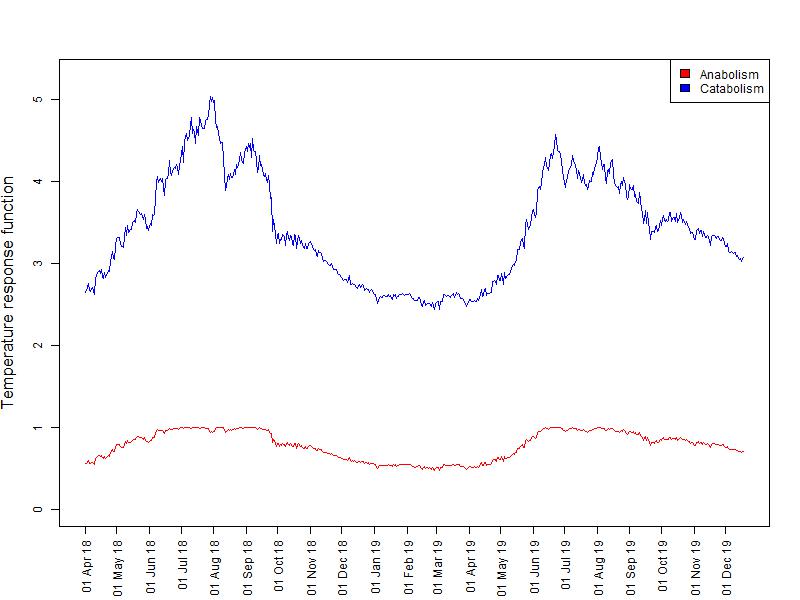 Anabolism
Catabolism
Temperature response function
5
4
3
2
1
0
01 Apr 18
01 May 18
01 Jun 18
01 Jul 18
01 Aug 18
01 Sep 18
01 Oct 18
01 Nov 18
01 Dec 18
01 Jan 19
01 Feb 19
01 Mar 19
01 Apr 19
01 May 19
01 Jun 19
01 Jul 19
01 Aug 19
01 Sep 19
01 Oct 19
01 Nov 19
01 Dec 19